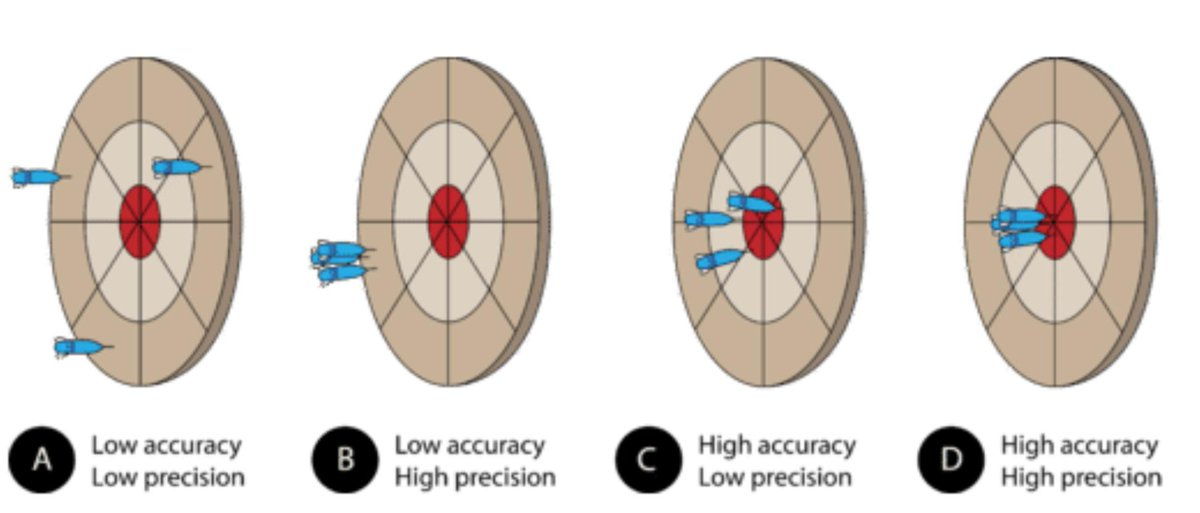 A
Low accuracy
Low precision
B
Low accuracy
High precision
C
High accuracy
Low precision
D
High accuracy
High precision